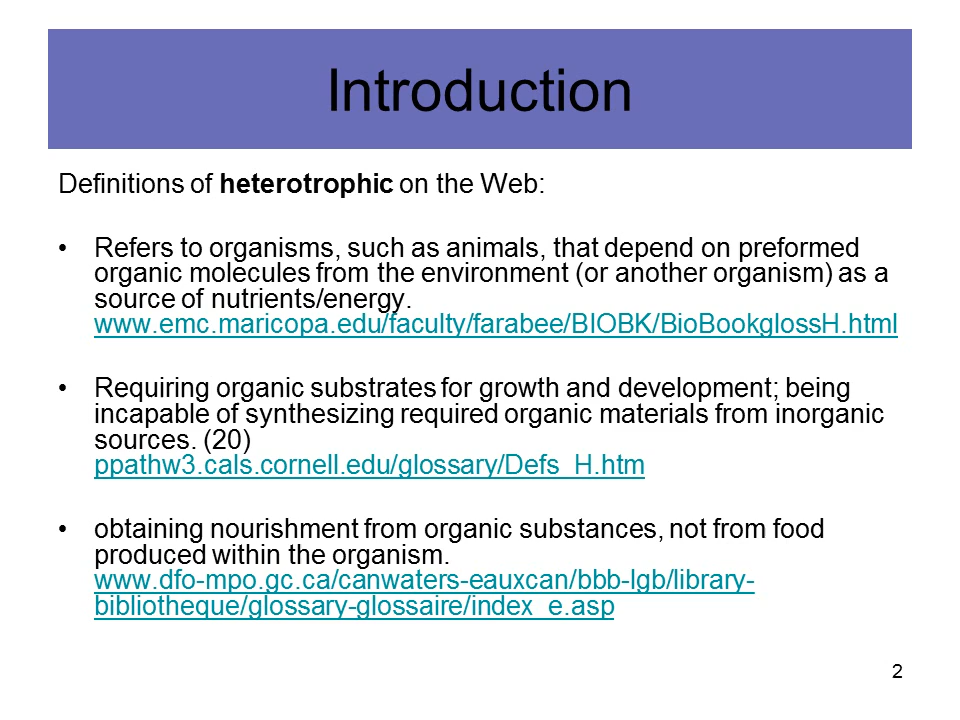 Introduction
Definitions of heterotrophic on the Web:
• Refers to organisms, such as animals, that depend on preformed
organic molecules from the environment (or another organism) as a
source of nutrients/energy.
www.emc.maricopa.edu/faculty/farabee/BIOBK/BioBookglossH.html
• Requiring organic substrates for growth and development; being
incapable of synthesizing required organic materials from inorganic
sources. (20)
ppathw3.cals.cornell.edu/glossary/Defs_H.htm
• obtaining nourishment from organic substances, not from food
produced within the organism.
www.dfo-mpo.gc.ca/canwaters-eauxcan/bbb-lgb/library-
bibliotheque/glossary-glossaire/index_e.asp
2